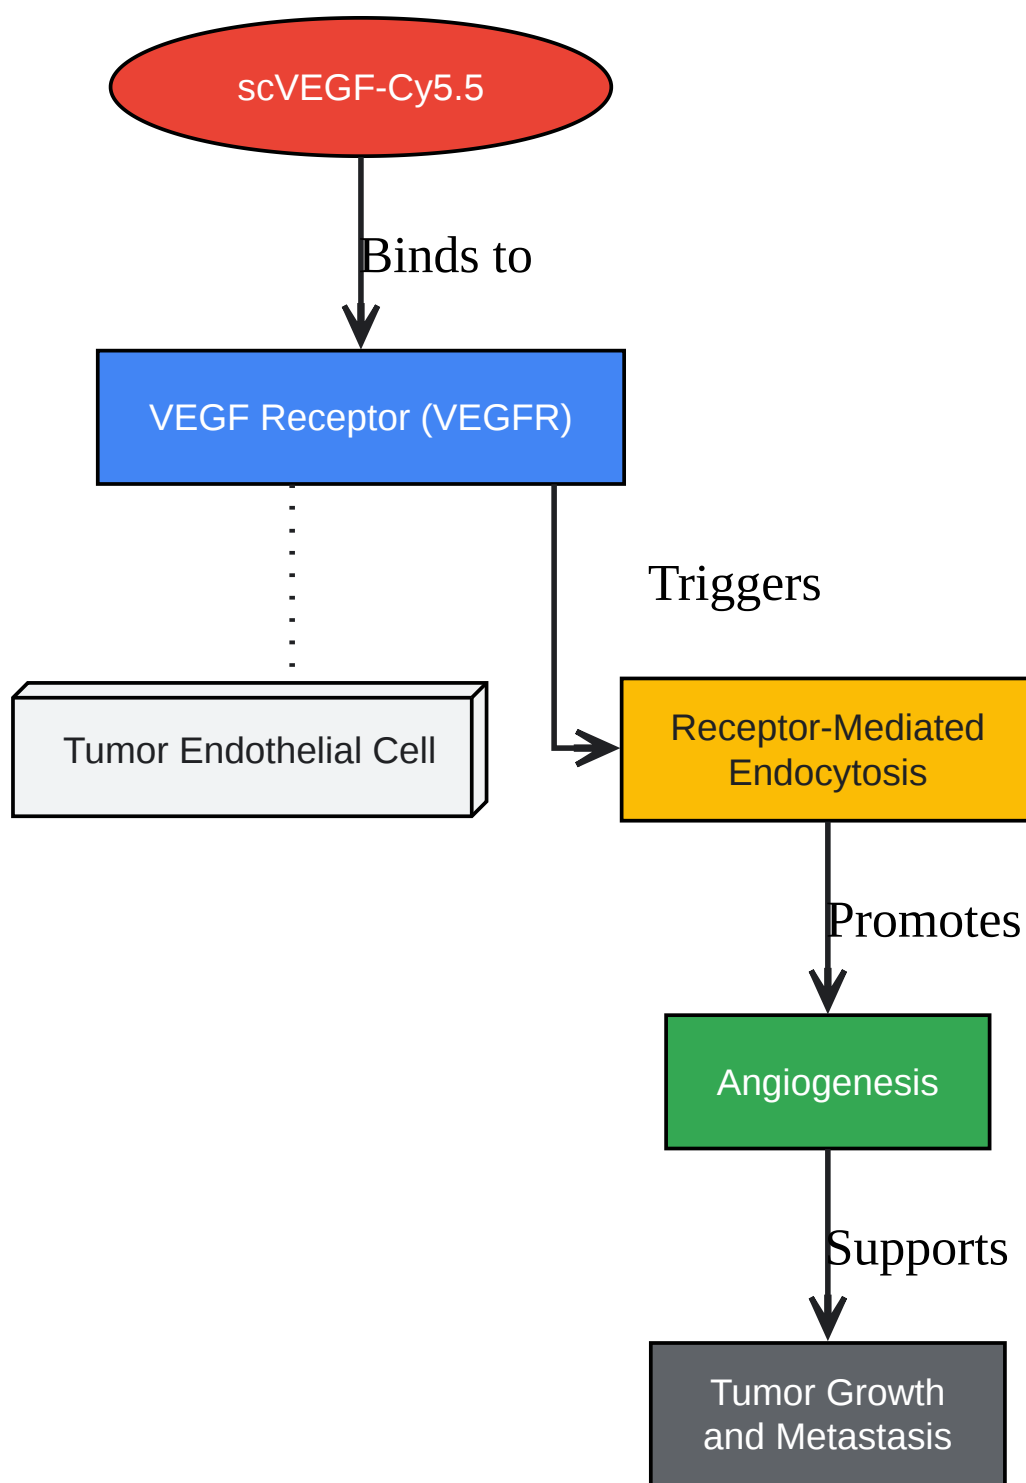 scVEGF-Cy5.5
Binds to
VEGF Receptor (VEGFR)
Triggers
Tumor Endothelial Cell
Receptor-Mediated
Endocytosis
Promotes
Angiogenesis
Supports
Tumor Growth
and Metastasis